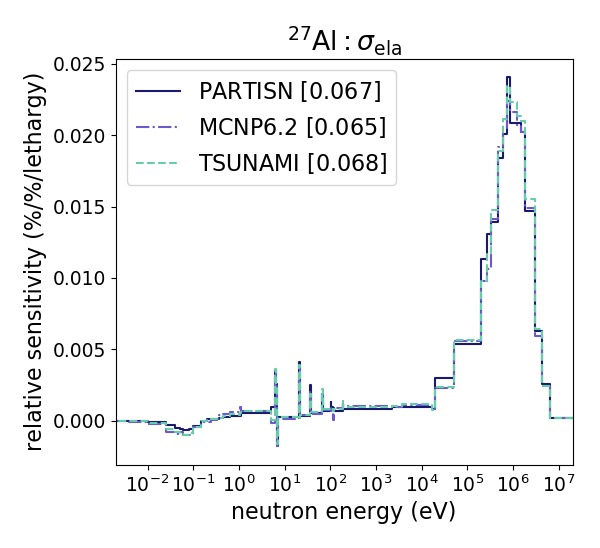 ²⁷Al : σ_ela
0.025
0.020
0.015
0.010
0.005
0.000
relative sensitivity (%/%/lethargy)
PARTISN [0.067]
MCNP6.2 [0.065]
TSUNAMI [0.068]
10⁻² 10⁻¹ 10⁰ 10¹ 10² 10³ 10⁴ 10⁵ 10⁶ 10⁷
neutron energy (eV)